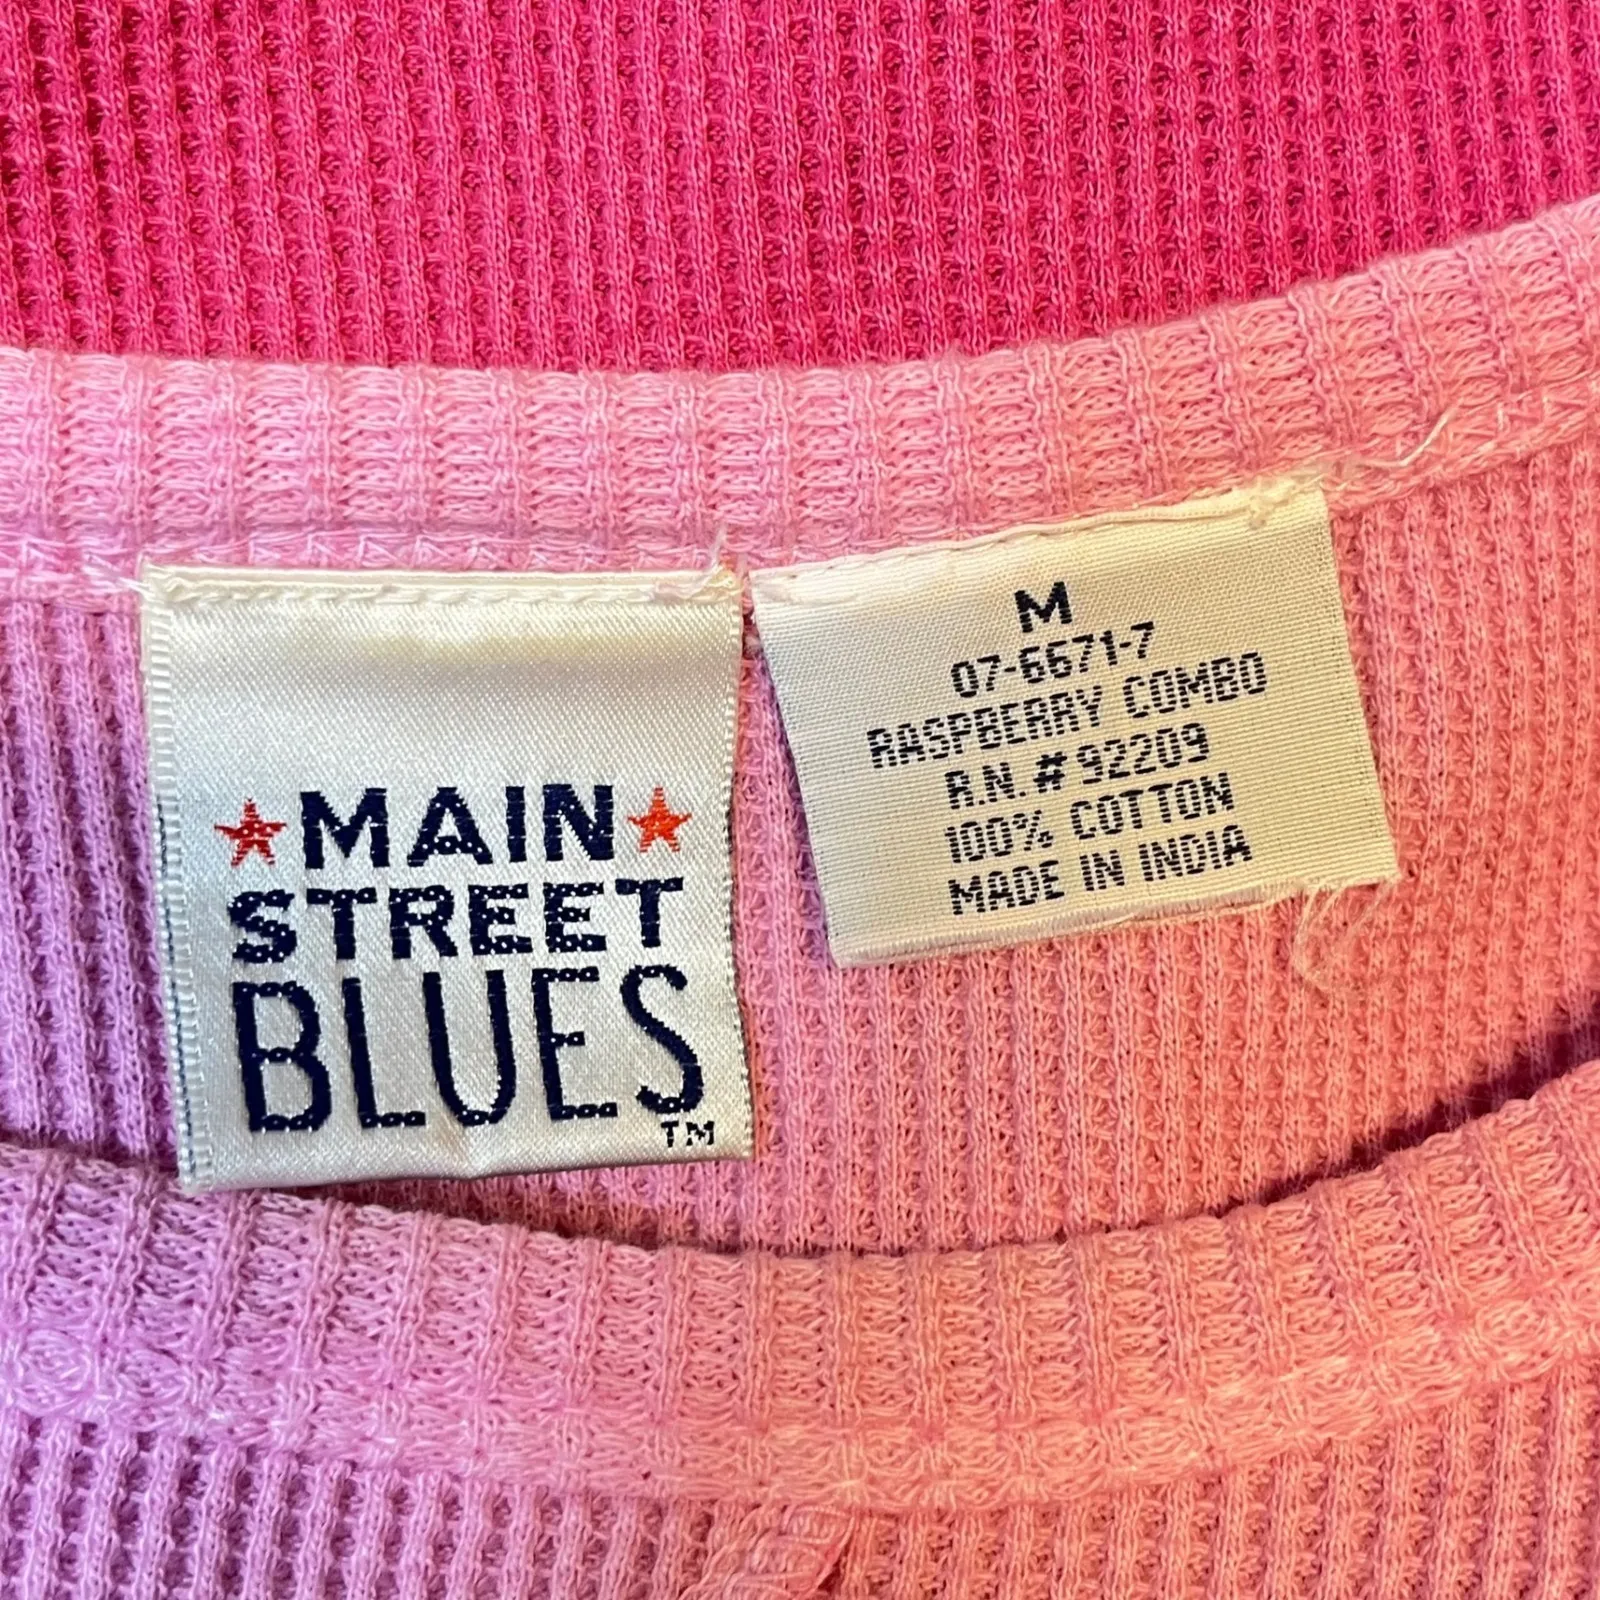 MAIN
STREET
BLUES
TM
M
07-6671-7
RASPBERRY COMBO
R.N. # 92209
100% COTTON
MADE IN INDIA